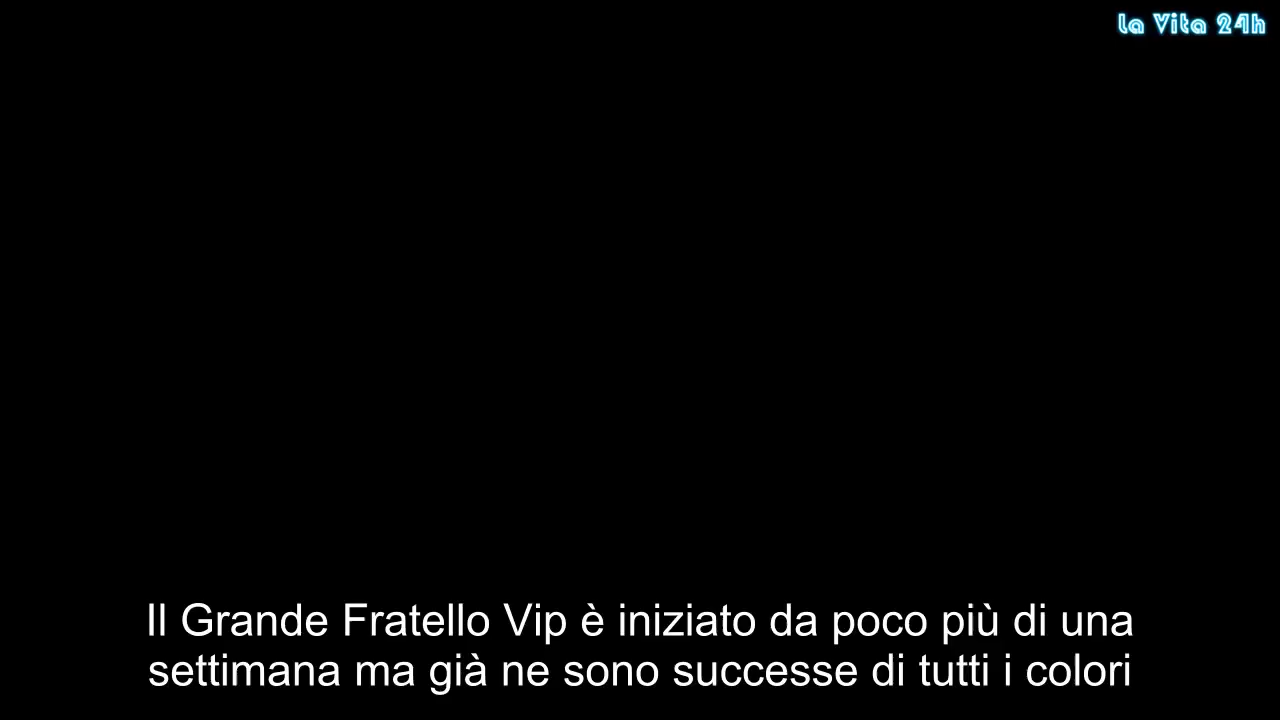 la Vita 24h
Il Grande Fratello Vip è iniziato da poco più di una
settimana ma già ne sono successe di tutti i colori